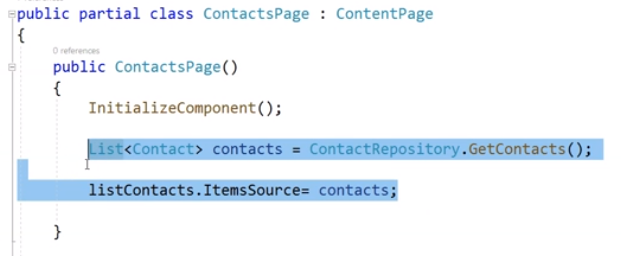 public partial class ContactsPage : ContentPage
{
0 references
public ContactsPage()
{
InitializeComponent();
List<Contact> contacts = ContactRepository.GetContacts();
listContacts.ItemsSource= contacts;
}